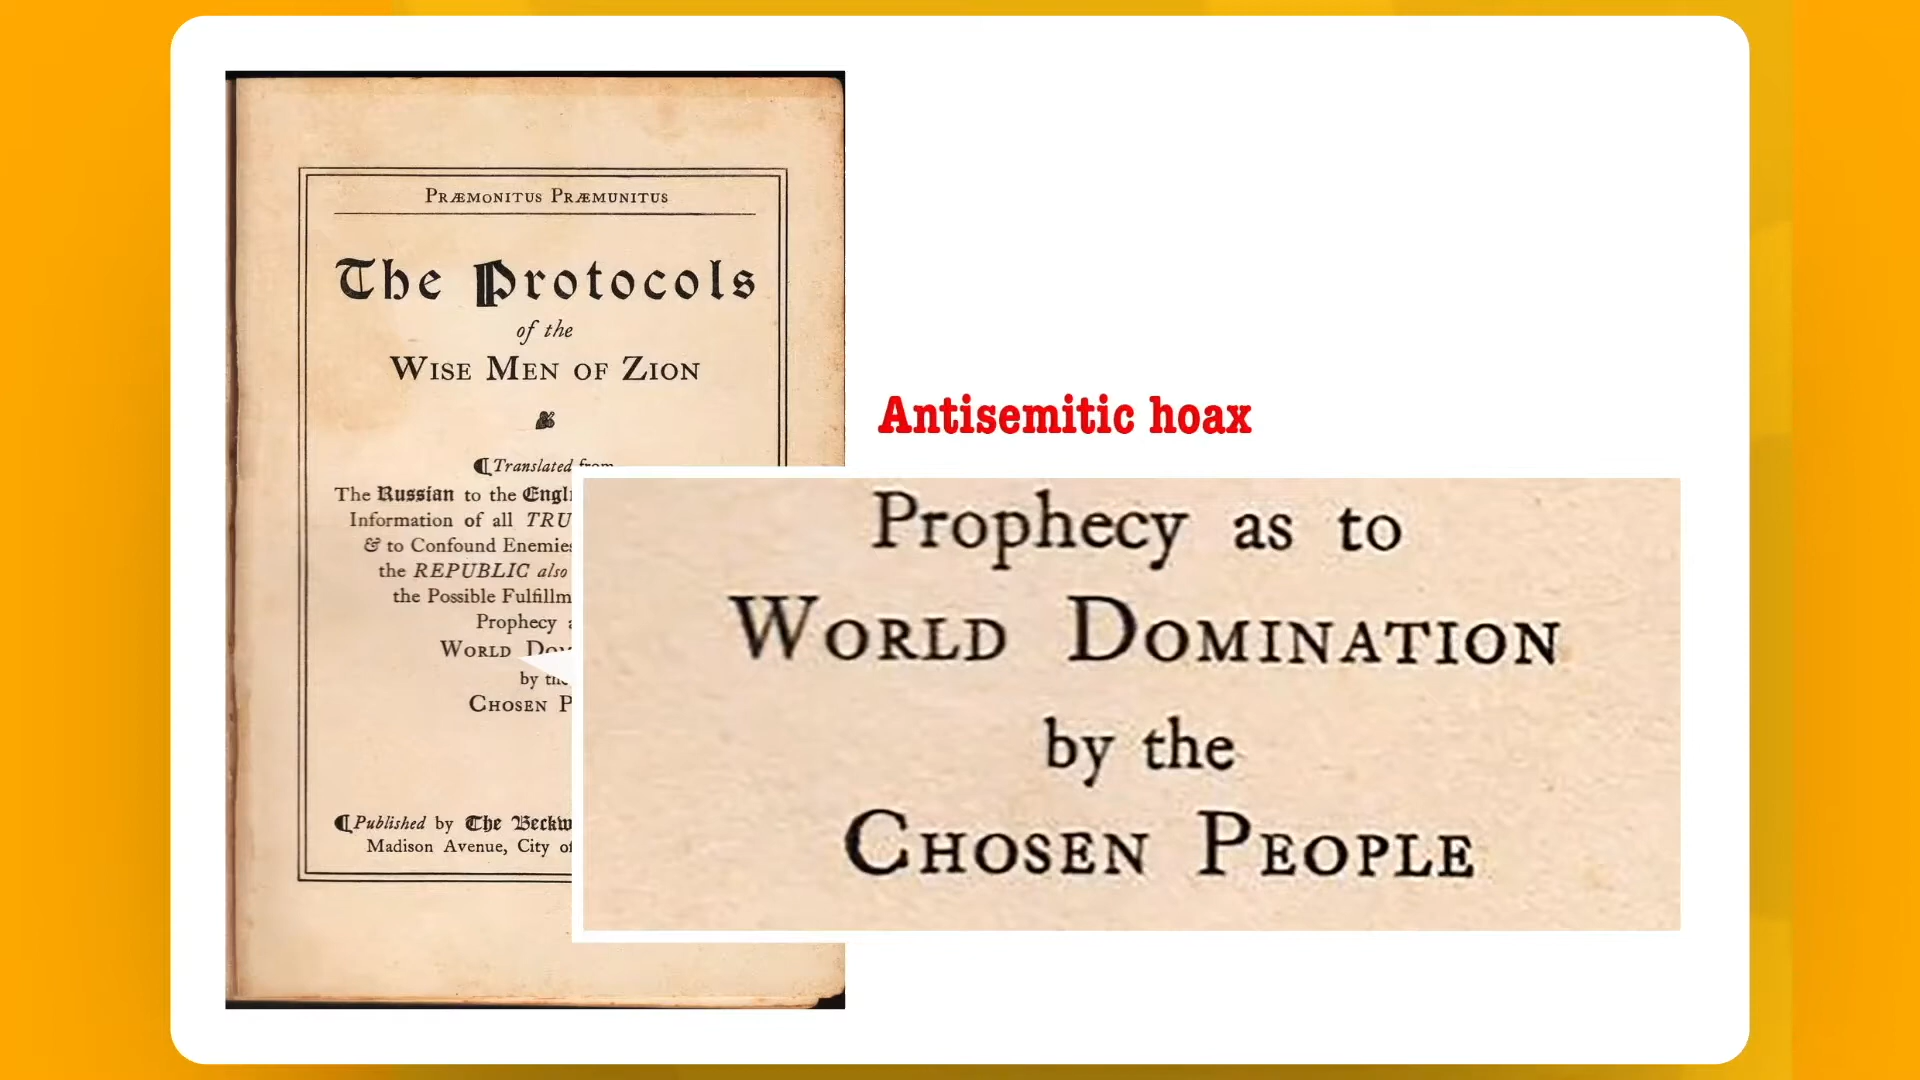 PRÆMONITUS PRÆMUNITUS
The Protocols
of the
WISE MEN OF ZION
Translated from
The Russian to the
Information of all
& to Confound
the REPUBLIC also
the Possible
Prophecy
WORLD
by
CHOSEN
Published by The
Madison Avenue, City
Antisemitic hoax
Prophecy as to
WORLD DOMINATION
by the
CHOSEN PEOPLE